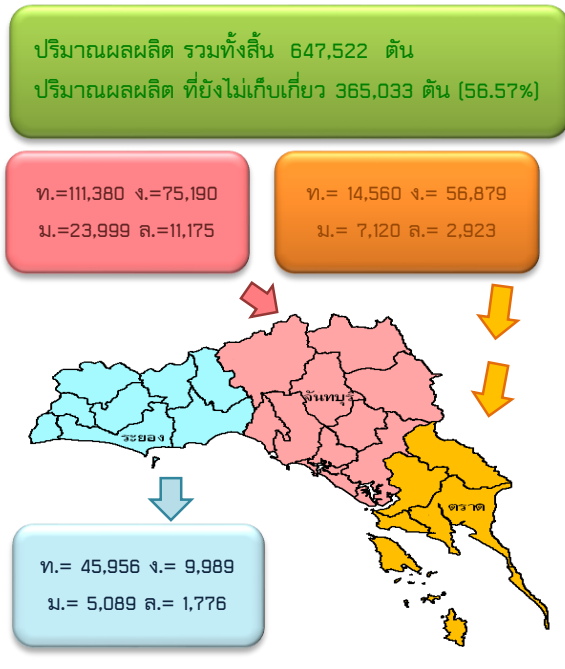 ปริมาณผลผลิต รวมทั้งสิ้น 647,522 ตัน
ปริมาณผลผลิต ที่ยังไม่เก็บเกี่ยว 365,033 ตัน (56.57%)
ท.=111,380 ง.=75,190
ม.=23,999 ล.=11,175
ท.= 14,560 ง.= 56,879
ม.= 7,120 ล.= 2,923
จันทบุรี
ระยอง
ตราด
ท.= 45,956 ง.= 9,989
ม.= 5,089 ล.= 1,776